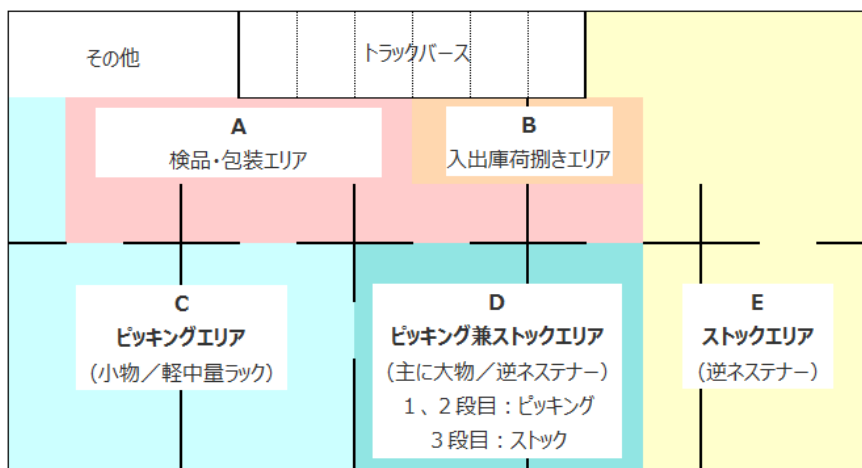 その他
トラックバース
A
検品・包装エリア
B
入出庫荷捌きエリア
C
ピッキングエリア
（小物／軽中量ラック）
D
ピッキング兼ストックエリア
（主に大物／逆ネステナー）
１、２段目：ピッキング
３段目：ストック
E
ストックエリア
（逆ネステナー）